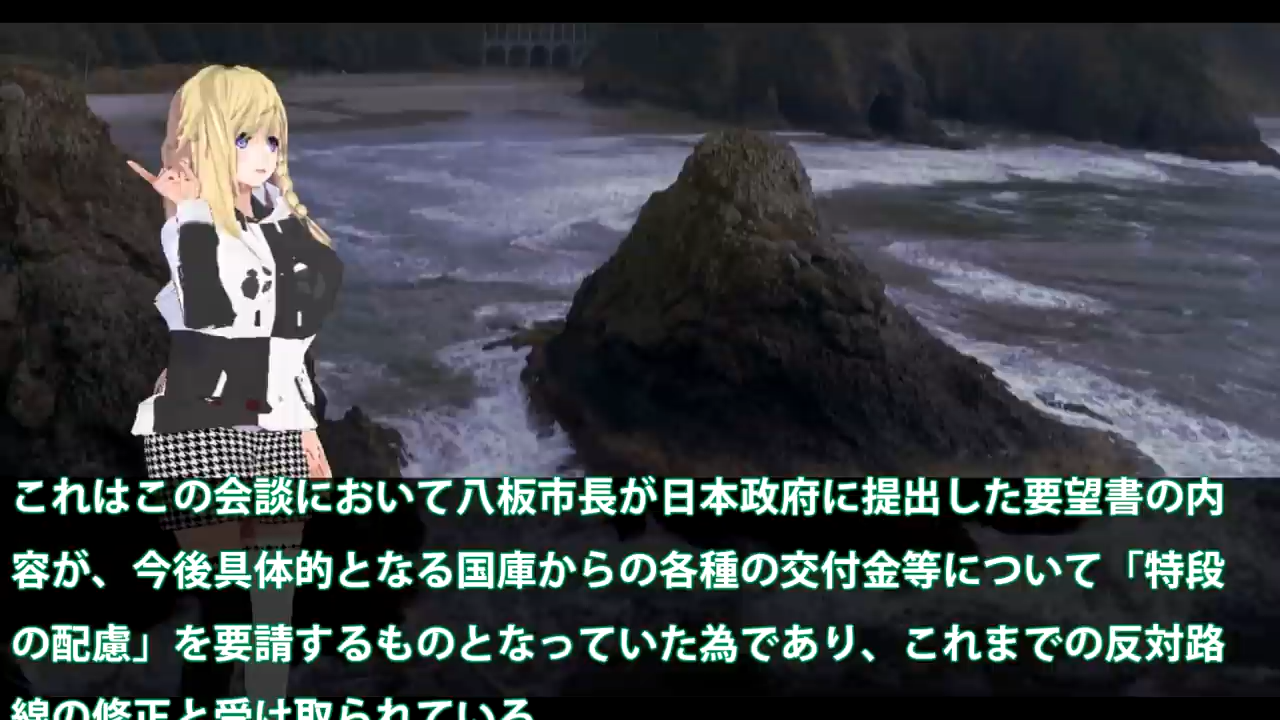 これはこの会談において八板市長が日本政府に提出した要望書の内
容が、今後具体的となる国庫からの各種の交付金等について「特段
の配慮」を要請するものとなっていた為であり、これまでの反対路
線の修正と受け取られている